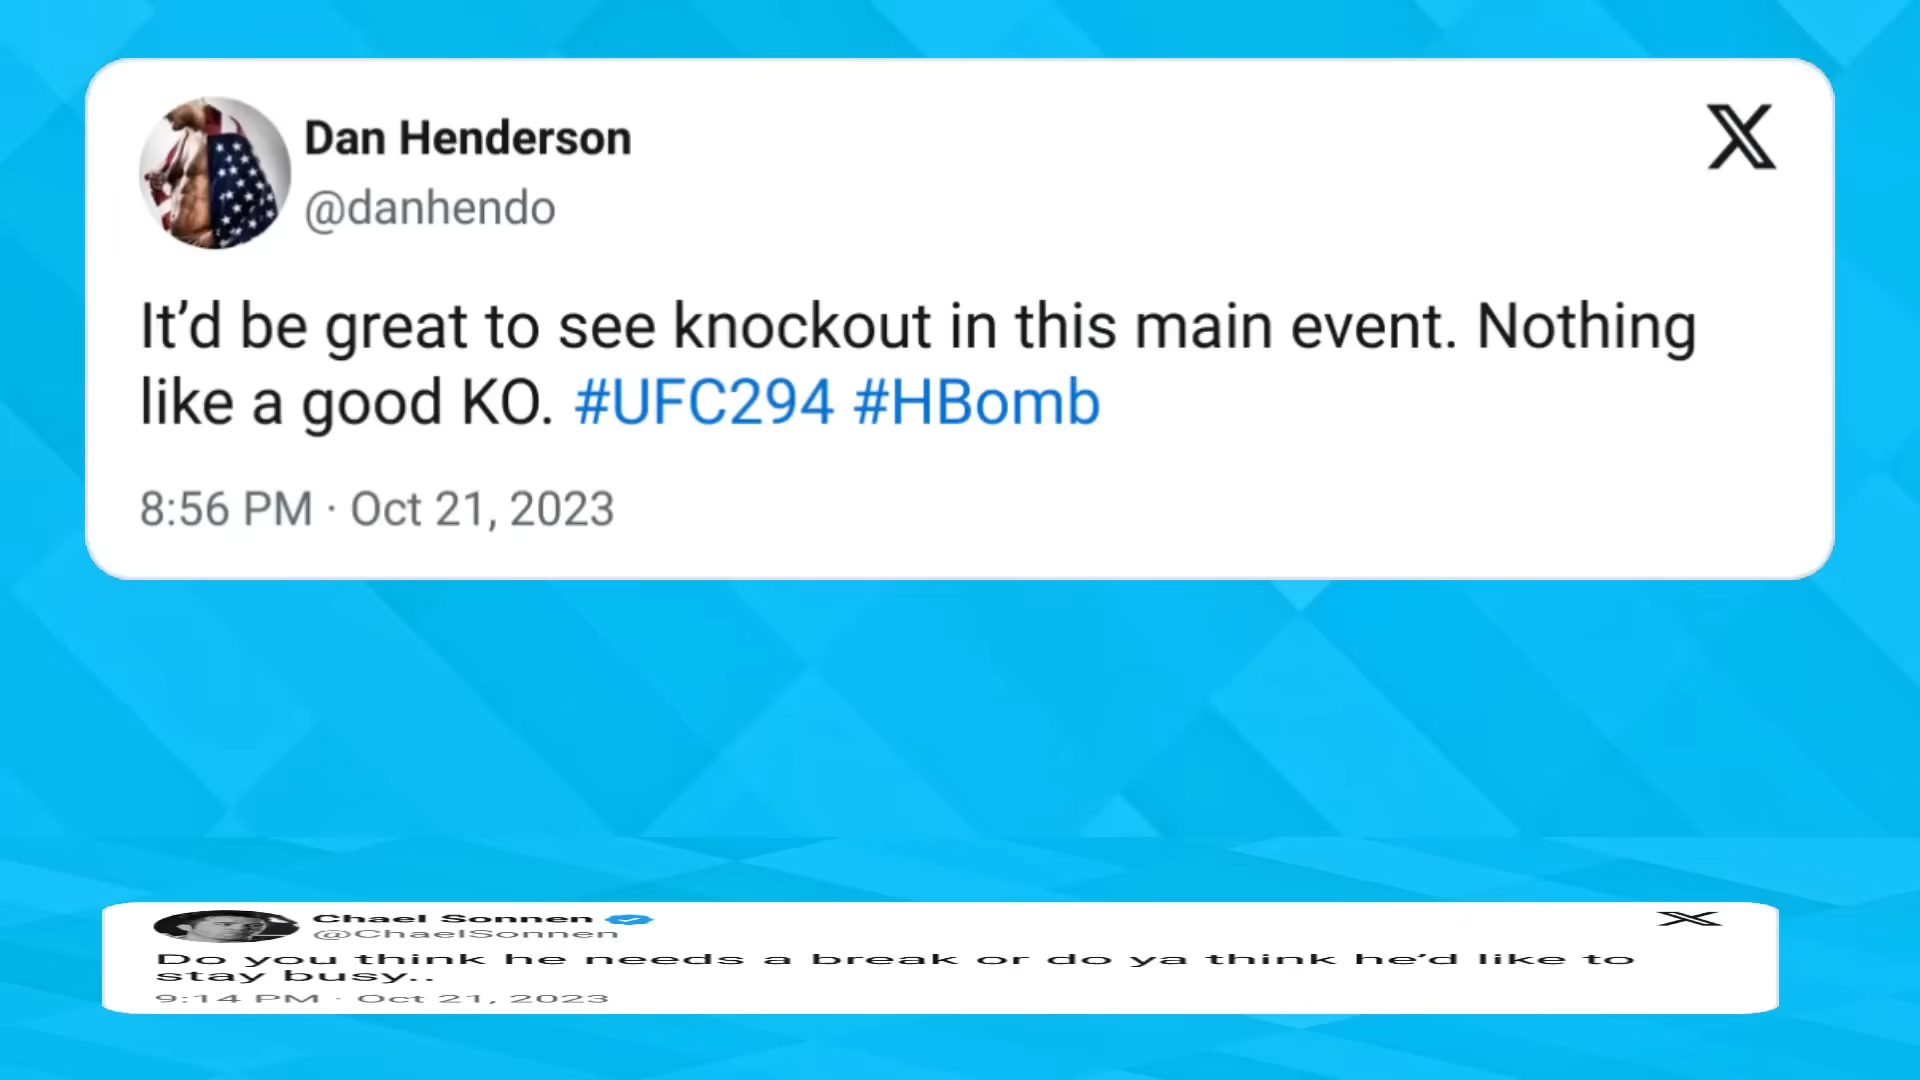 Dan Henderson
@danhendo
It’d be great to see knockout in this main event. Nothing
like a good KO. #UFC294 #HBomb
8:56 PM · Oct 21, 2023
Chael Sonnen
@ChaelSonnen
Do you think he needs a break or do ya think he’d like to
stay busy..
9:14 PM · Oct 21, 2023